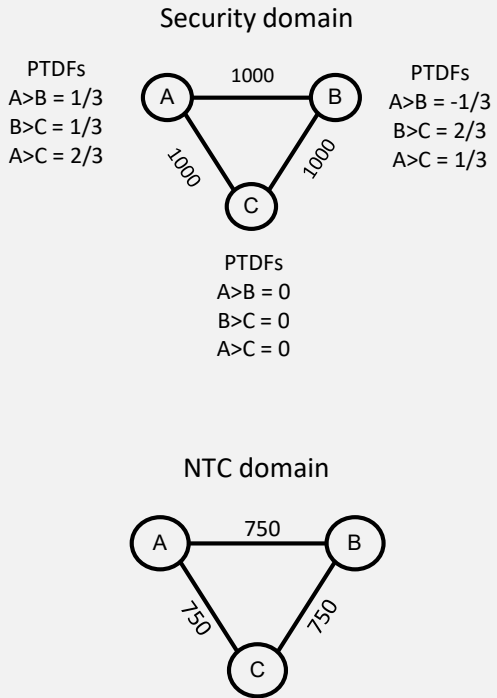 Security domain
PTDFs
A>B = 1/3
B>C = 1/3
A>C = 2/3
A
1000
B
PTDFs
A>B = -1/3
B>C = 2/3
A>C = 1/3
1000
1000
C
PTDFs
A>B = 0
B>C = 0
A>C = 0
NTC domain
A
750
B
750
750
C